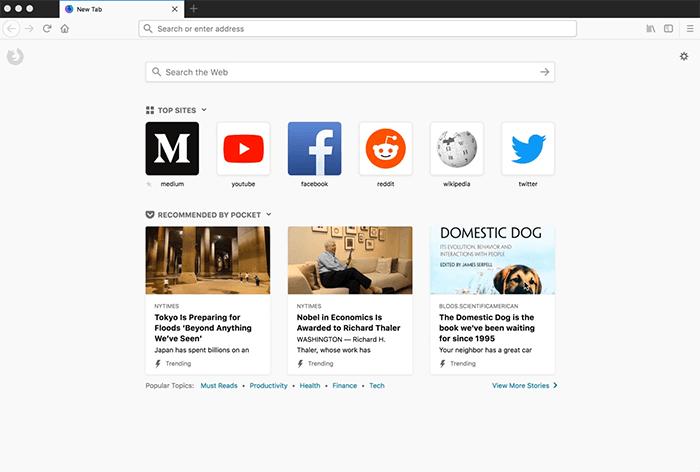 New Tab
Search or enter address
Search the Web
TOP SITES
M
medium
youtube
facebook
reddit
wikipedia
twitter
RECOMMENDED BY POCKET
NYTIMES
Tokyo Is Preparing for
Floods ‘Beyond Anything
We’ve Seen’
Japan has spent billions on an
Trending
NYTIMES
Nobel in Economics Is
Awarded to Richard Thaler
WASHINGTON — Richard H.
Thaler, whose work has
Trending
DOMESTIC DOG
ITS EVOLUTION, BEHAVIOR AND
INTERACTIONS WITH PEOPLE
EDITED BY JAMES SERPELL
BLOGS.SCIENTIFICAMERICAN
The Domestic Dog is the
book we’ve been waiting
for since 1995
Your neighbor has a great car
Trending
Popular Topics: Must Reads • Productivity • Health • Finance • Tech
View More Stories